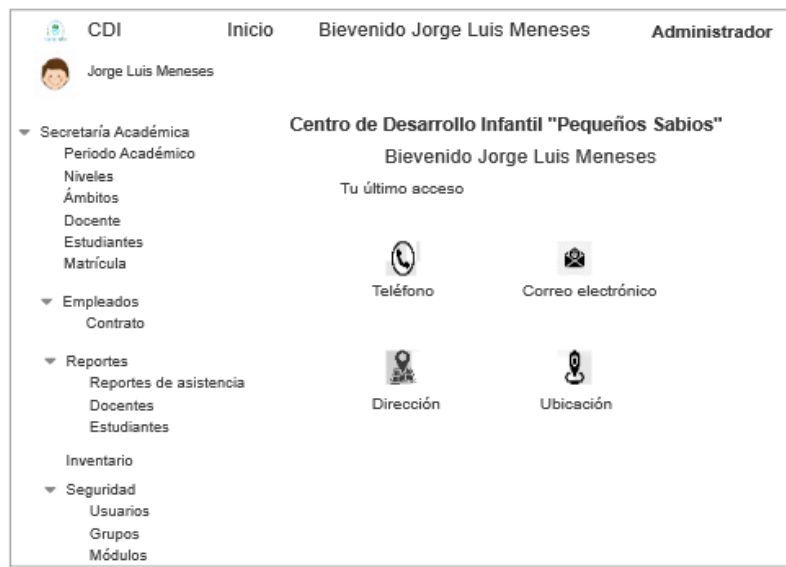 CDI Inicio Bievenido Jorge Luis Meneses Administrador
Jorge Luis Meneses
Secretaría Académica
Periodo Académico
Niveles
Ámbitos
Docente
Estudiantes
Matrícula
Empleados
Contrato
Reportes
Reportes de asistencia
Docentes
Estudiantes
Inventario
Seguridad
Usuarios
Grupos
Módulos
Centro de Desarrollo Infantil "Pequeños Sabios"
Bievenido Jorge Luis Meneses
Tu último acceso
Teléfono Correo electrónico
Dirección Ubicación